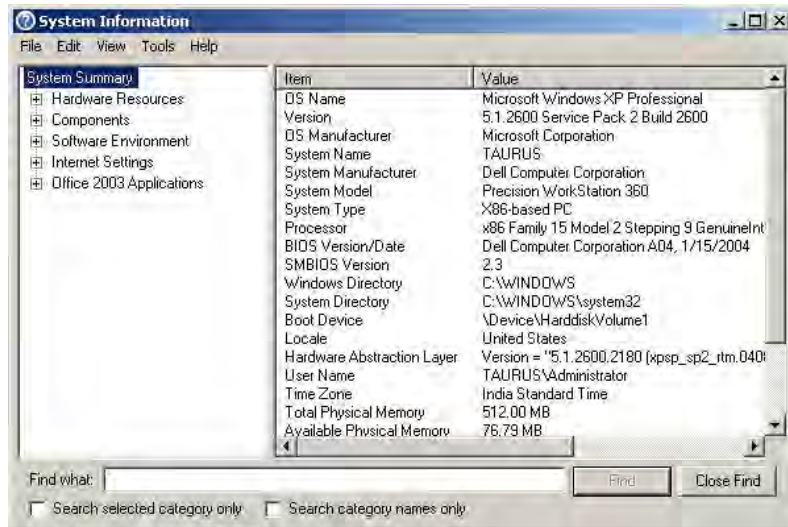 System Information
File Edit View Tools Help
System Summary
Hardware Resources
Components
Software Environment
Internet Settings
Office 2003 Applications
Item Value
OS Name Microsoft Windows XP Professional
Version 5.1.2600 Service Pack 2 Build 2600
OS Manufacturer Microsoft Corporation
System Name TAURUS
System Manufacturer Dell Computer Corporation
System Model Precision WorkStation 360
System Type X86-based PC
Processor x86 Family 15 Model 2 Stepping 9 GenuineInt
BIOS Version/Date Dell Computer Corporation A04, 1/15/2004
SMBIOS Version 2.3
Windows Directory C:\WINDOWS
System Directory C:\WINDOWS\system32
Boot Device \Device\HarddiskVolume1
Locale United States
Hardware Abstraction Layer Version = "5.1.2600.2180 (xpsp_sp2_rtm.040
User Name TAURUS\Administrator
Time Zone India Standard Time
Total Physical Memory 512.00 MB
Available Physical Memory 76.79 MB
Find what: Find Close Find
Search selected category only Search category names only